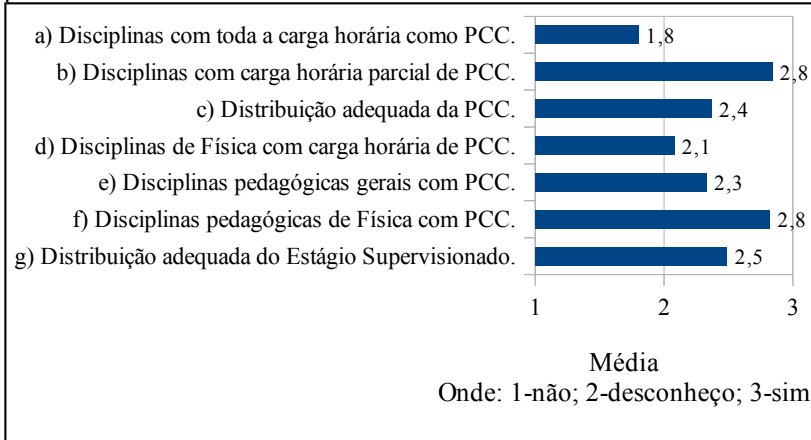 a) Disciplinas com toda a carga horária como PCC.
1,8
b) Disciplinas com carga horária parcial de PCC.
2,8
c) Distribuição adequada da PCC.
2,4
d) Disciplinas de Física com carga horária de PCC.
2,1
e) Disciplinas pedagógicas gerais com PCC.
2,3
f) Disciplinas pedagógicas de Física com PCC.
2,8
g) Distribuição adequada do Estágio Supervisionado.
2,5
1 2 3
Média
Onde: 1-não; 2-desconheço; 3-sim